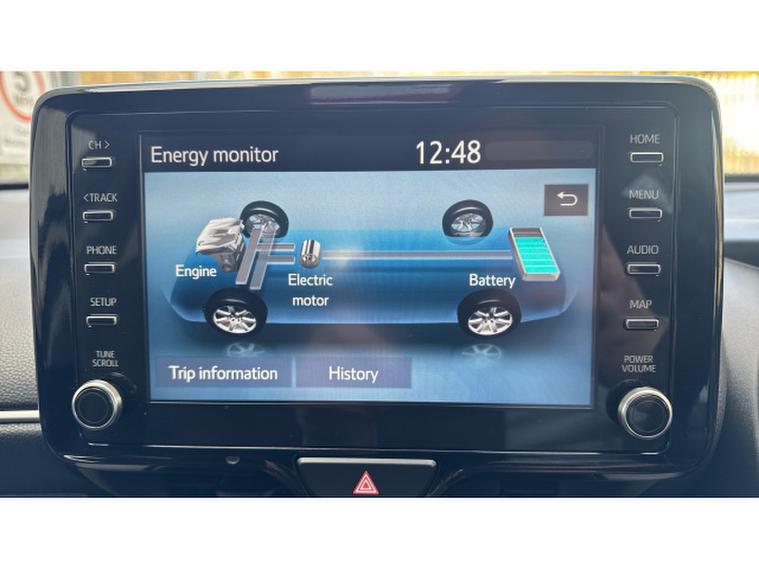 CH >
<TRACK
PHONE
SETUP
TUNE
SCROLL
Energy monitor
12:48
Engine
Electric
motor
Battery
Trip information
History
HOME
MENU
AUDIO
MAP
POWER
VOLUME